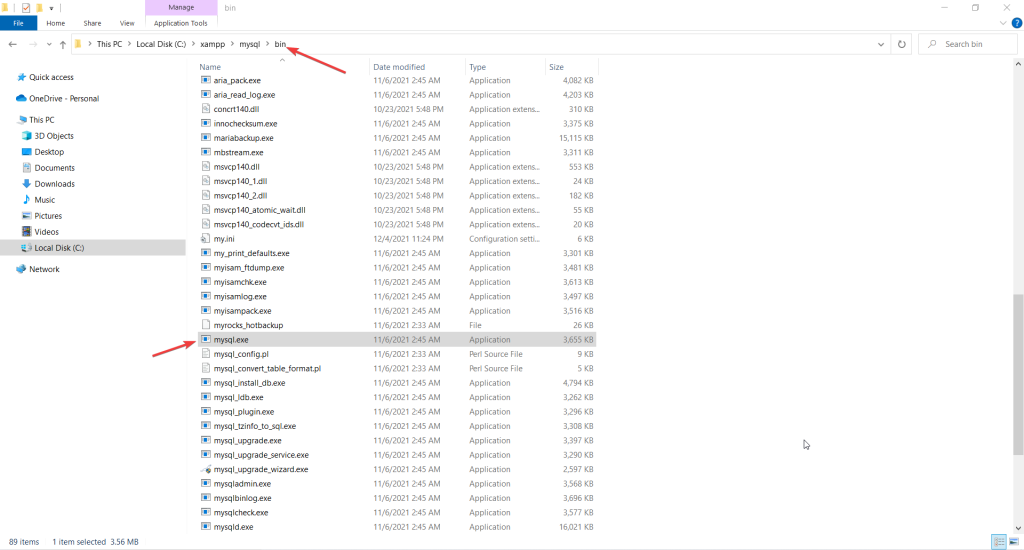 Manage
bin
File Home Share View Application Tools
This PC > Local Disk (C:) > xampp > mysql > bin
Search bin
Quick access
OneDrive - Personal
This PC
3D Objects
Desktop
Documents
Downloads
Music
Pictures
Videos
Local Disk (C:)
Network
Name Date modified Type Size
aria_pack.exe 11/6/2021 2:45 AM Application 4,082 KB
aria_read_log.exe 11/6/2021 2:45 AM Application 4,203 KB
concrt140.dll 10/23/2021 5:48 PM Application extens... 310 KB
innochecksum.exe 11/6/2021 2:45 AM Application 3,375 KB
mariabackup.exe 11/6/2021 2:45 AM Application 15,115 KB
mbstream.exe 11/6/2021 2:45 AM Application 3,311 KB
msvcp140.dll 10/23/2021 5:48 PM Application extens... 553 KB
msvcp140_1.dll 10/23/2021 5:48 PM Application extens... 24 KB
msvcp140_2.dll 10/23/2021 5:48 PM Application extens... 182 KB
msvcp140_atomic_wait.dll 10/23/2021 5:48 PM Application extens... 55 KB
msvcp140_codecvt_ids.dll 10/23/2021 5:48 PM Application extens... 20 KB
my.ini 12/4/2021 11:24 PM Configuration setti... 6 KB
my_print_defaults.exe 11/6/2021 2:45 AM Application 3,301 KB
myisam_ftdump.exe 11/6/2021 2:45 AM Application 3,481 KB
myisamchk.exe 11/6/2021 2:45 AM Application 3,613 KB
myisamlog.exe 11/6/2021 2:45 AM Application 3,497 KB
myisampack.exe 11/6/2021 2:45 AM Application 3,516 KB
myrocks_hotbackup 11/6/2021 2:33 AM File 26 KB
mysql.exe 11/6/2021 2:45 AM Application 3,655 KB
mysql_config.pl 11/6/2021 2:33 AM Perl Source File 9 KB
mysql_convert_table_format.pl 11/6/2021 2:33 AM Perl Source File 5 KB
mysql_install_db.exe 11/6/2021 2:45 AM Application 4,794 KB
mysql_ldb.exe 11/6/2021 2:45 AM Application 3,262 KB
mysql_plugin.exe 11/6/2021 2:45 AM Application 3,296 KB
mysql_tzinfo_to_sql.exe 11/6/2021 2:45 AM Application 3,308 KB
mysql_upgrade.exe 11/6/2021 2:45 AM Application 3,397 KB
mysql_upgrade_service.exe 11/6/2021 2:45 AM Application 3,290 KB
mysql_upgrade_wizard.exe 11/6/2021 2:45 AM Application 2,597 KB
mysqladmin.exe 11/6/2021 2:45 AM Application 3,568 KB
mysqlbinlog.exe 11/6/2021 2:45 AM Application 3,696 KB
mysqlcheck.exe 11/6/2021 2:45 AM Application 3,577 KB
mysqld.exe 11/6/2021 2:45 AM Application 16,021 KB
89 items 1 item selected 3.56 MB